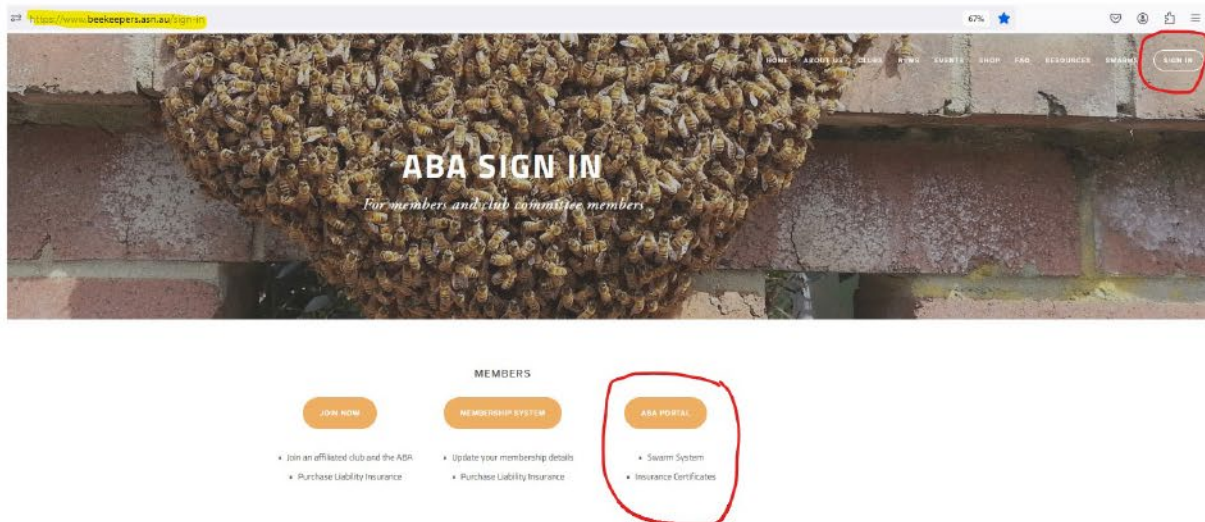 https://www.beekeepers.asn.au/sign-in
67%
HOME ABOUT US CLUBS NEWS EVENTS SHOP FAQ RESOURCES SWARMS SIGN IN
ABA SIGN IN
For members and club committee members
MEMBERS
JOIN NOW MEMBERSHIP SYSTEM ABA PORTAL
• Join an affiliated club and the ABA • Update your membership details • Swarm System
• Purchase Liability Insurance • Purchase Liability Insurance • Insurance Certificates